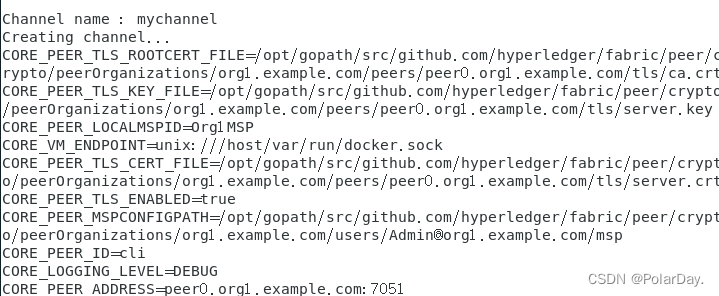 Channel name : mychannel
Creating channel...
CORE_PEER_TLS_ROOTCERT_FILE=/opt/gopath/src/github.com/hyperledger/fabric/peer/c
rypto/peerOrganizations/org1.example.com/peers/peer0.org1.example.com/tls/ca.crt
CORE_PEER_TLS_KEY_FILE=/opt/gopath/src/github.com/hyperledger/fabric/peer/crypto
/peerOrganizations/org1.example.com/peers/peer0.org1.example.com/tls/server.key
CORE_PEER_LOCALMSPID=Org1MSP
CORE_VM_ENDPOINT=unix:///host/var/run/docker.sock
CORE_PEER_TLS_CERT_FILE=/opt/gopath/src/github.com/hyperledger/fabric/peer/crypt
o/peerOrganizations/org1.example.com/peers/peer0.org1.example.com/tls/server.crt
CORE_PEER_TLS_ENABLED=true
CORE_PEER_MSPCONFIGPATH=/opt/gopath/src/github.com/hyperledger/fabric/peer/crypt
o/peerOrganizations/org1.example.com/users/Admin@org1.example.com/msp
CORE_PEER_ID=cli
CORE_LOGGING_LEVEL=DEBUG
CORE_PEER_ADDRESS=peer0.org1.example.com:7051
CSDN @PolarDay.